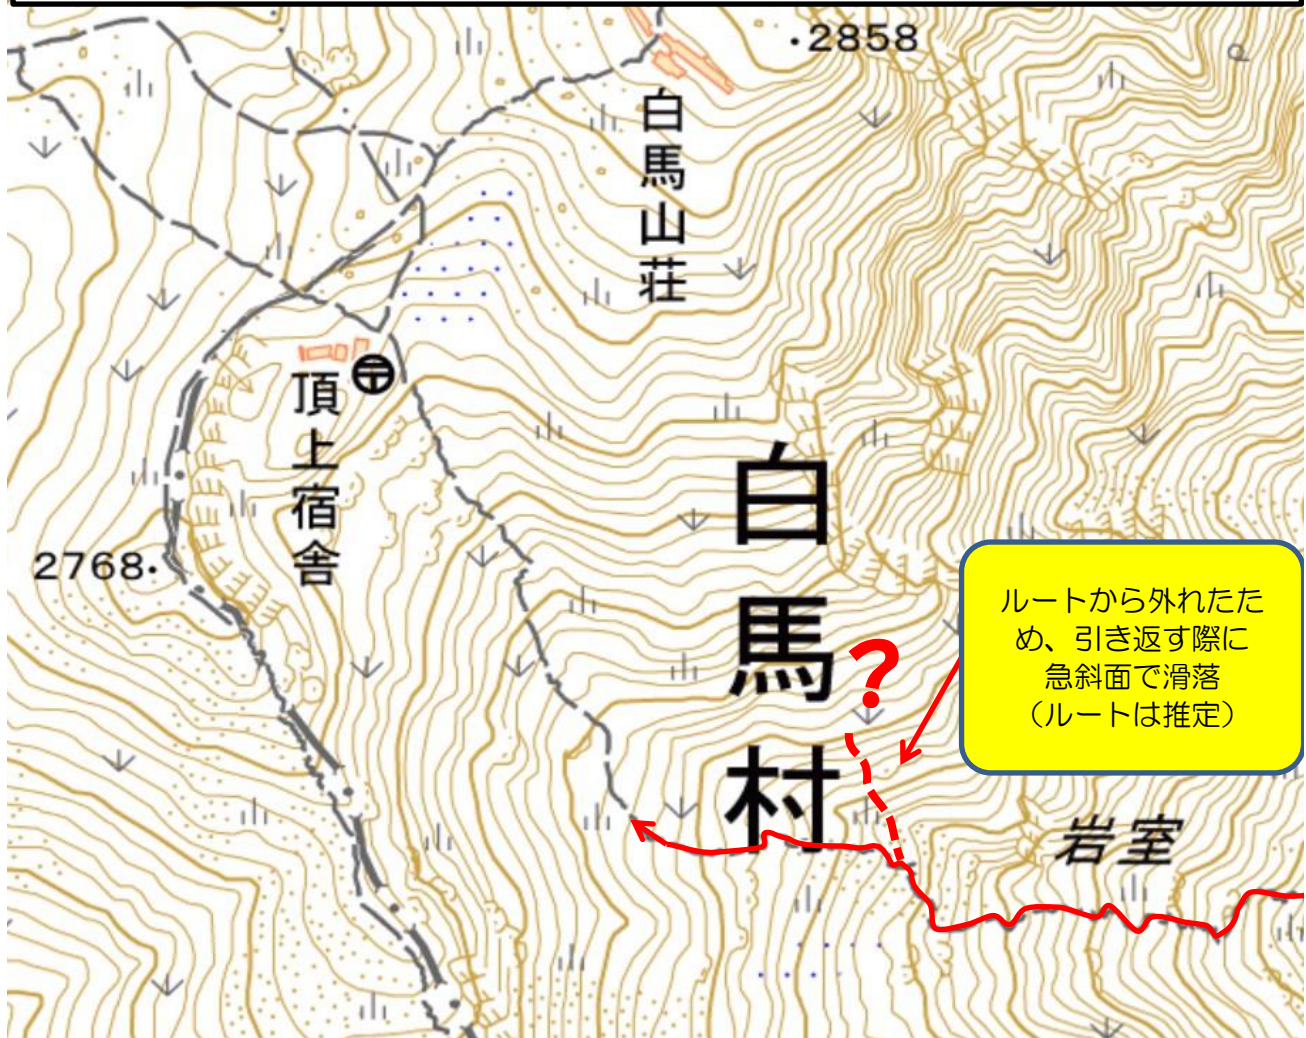 2858
白馬山荘
頂上宿舎
2768
白馬村
?
ルートから外れたた
め、引き返す際に
急斜面で滑落
(ルートは推定)
岩室